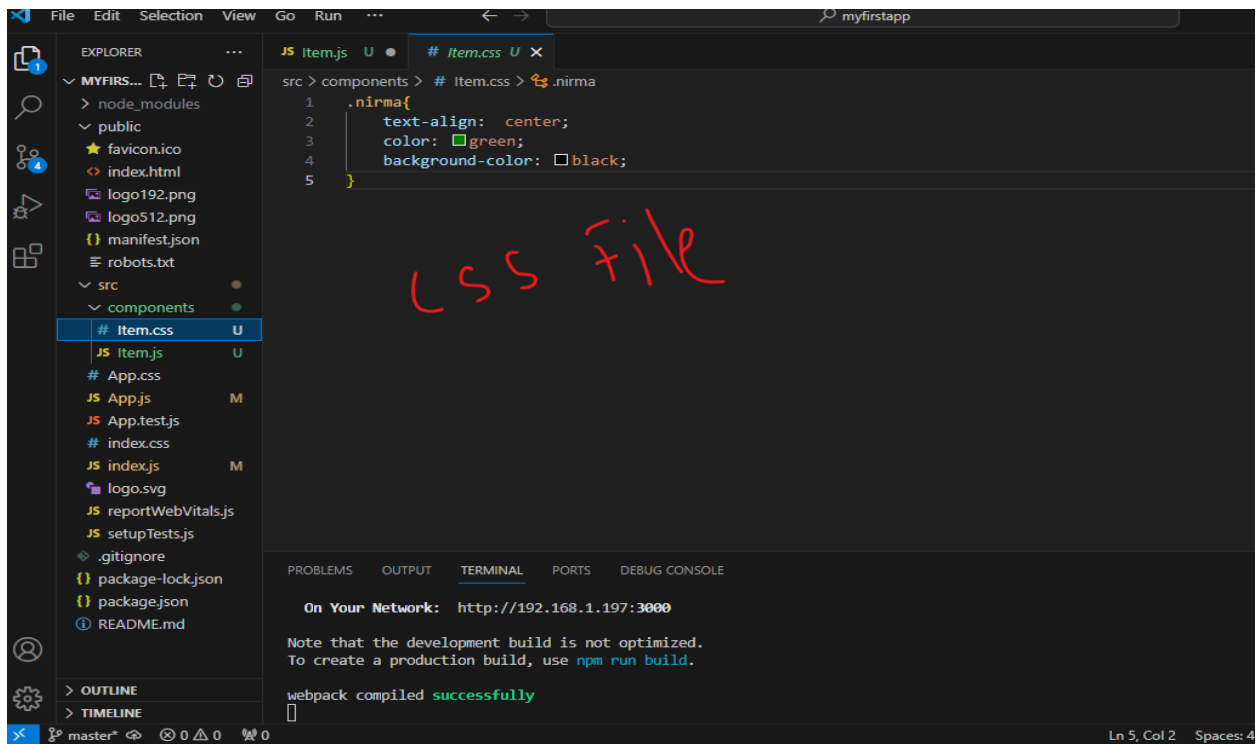 File Edit Selection View Go Run ··· myfirstapp
EXPLORER ···
MYFIRS...
node_modules
public
favicon.ico
index.html
logo192.png
logo512.png
manifest.json
robots.txt
src
components
Item.css U
Item.js U
App.css
App.js M
App.test.js
index.css
index.js M
logo.svg
reportWebVitals.js
setupTests.js
.gitignore
package-lock.json
package.json
README.md
OUTLINE
TIMELINE
1
4
JS Item.js U ● # Item.css U ×
src > components > # Item.css > .nirma
1 .nirma{
2 text-align: center;
3 color: green;
4 background-color: black;
5 }
css File
PROBLEMS OUTPUT TERMINAL PORTS DEBUG CONSOLE
On Your Network: http://192.168.1.197:3000
Note that the development build is not optimized.
To create a production build, use npm run build.
webpack compiled successfully
master* 0 0 0 Ln 5, Col 2 Spaces: 4